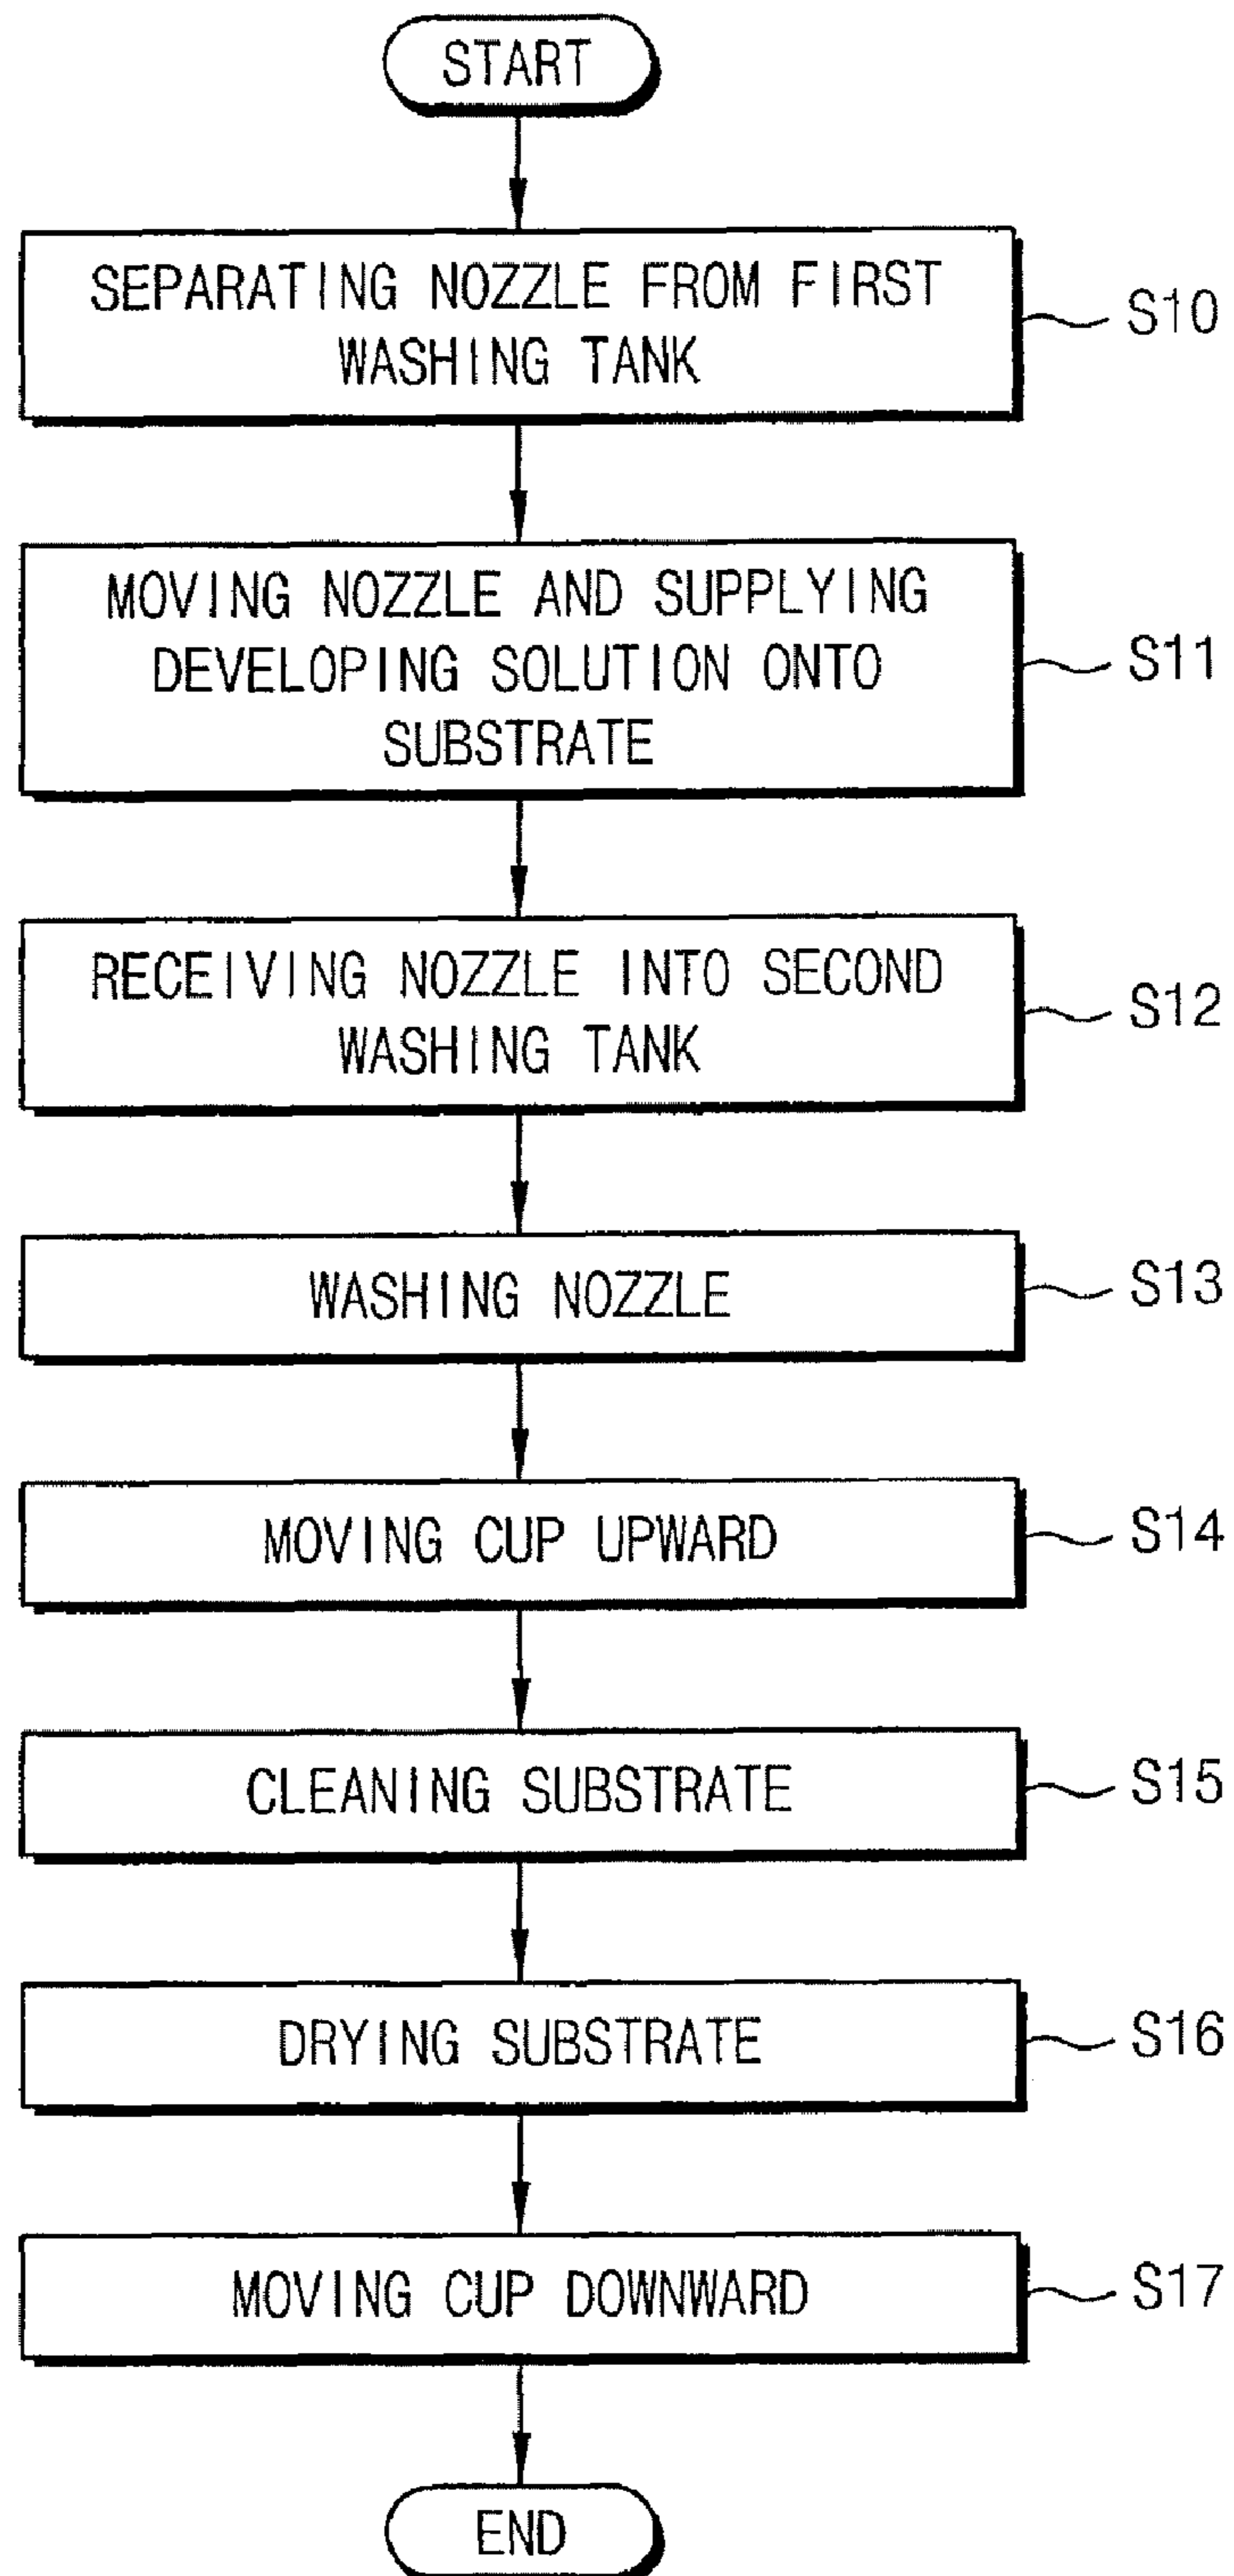 START
SEPARATING NOZZLE FROM FIRST
WASHING TANK
S10
MOVING NOZZLE AND SUPPLYING
DEVELOPING SOLUTION ONTO
SUBSTRATE
S11
RECEIVING NOZZLE INTO SECOND
WASHING TANK
S12
WASHING NOZZLE
S13
MOVING CUP UPWARD
S14
CLEANING SUBSTRATE
S15
DRYING SUBSTRATE
S16
MOVING CUP DOWNWARD
S17
END